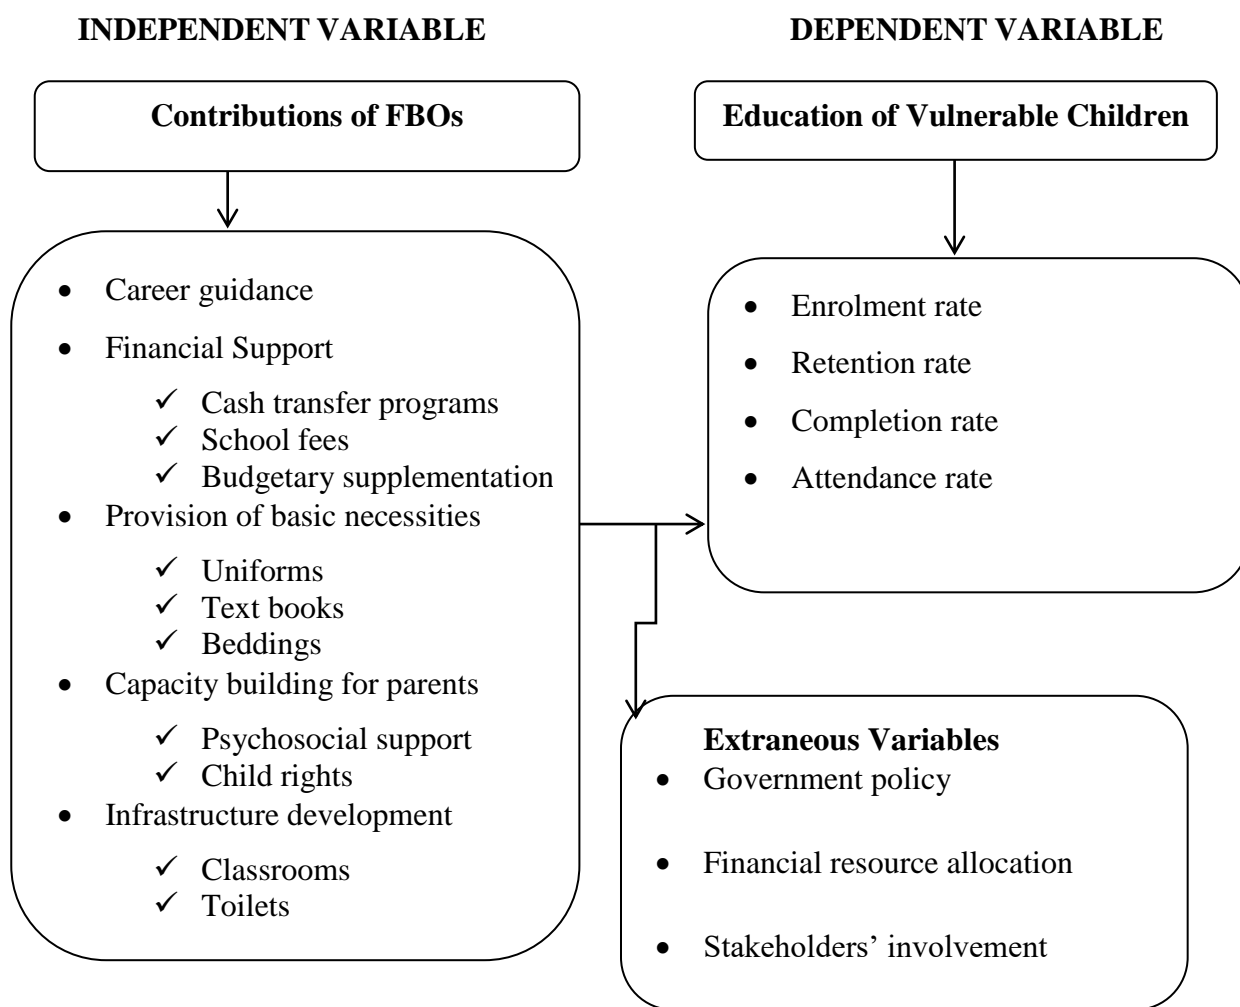 INDEPENDENT VARIABLE
DEPENDENT VARIABLE
Contributions of FBOs
Education of Vulnerable Children
• Career guidance
• Financial Support
✓ Cash transfer programs
✓ School fees
✓ Budgetary supplementation
• Provision of basic necessities
✓ Uniforms
✓ Text books
✓ Beddings
• Capacity building for parents
✓ Psychosocial support
✓ Child rights
• Infrastructure development
✓ Classrooms
✓ Toilets
• Enrolment rate
• Retention rate
• Completion rate
• Attendance rate
Extraneous Variables
• Government policy
• Financial resource allocation
• Stakeholders’ involvement